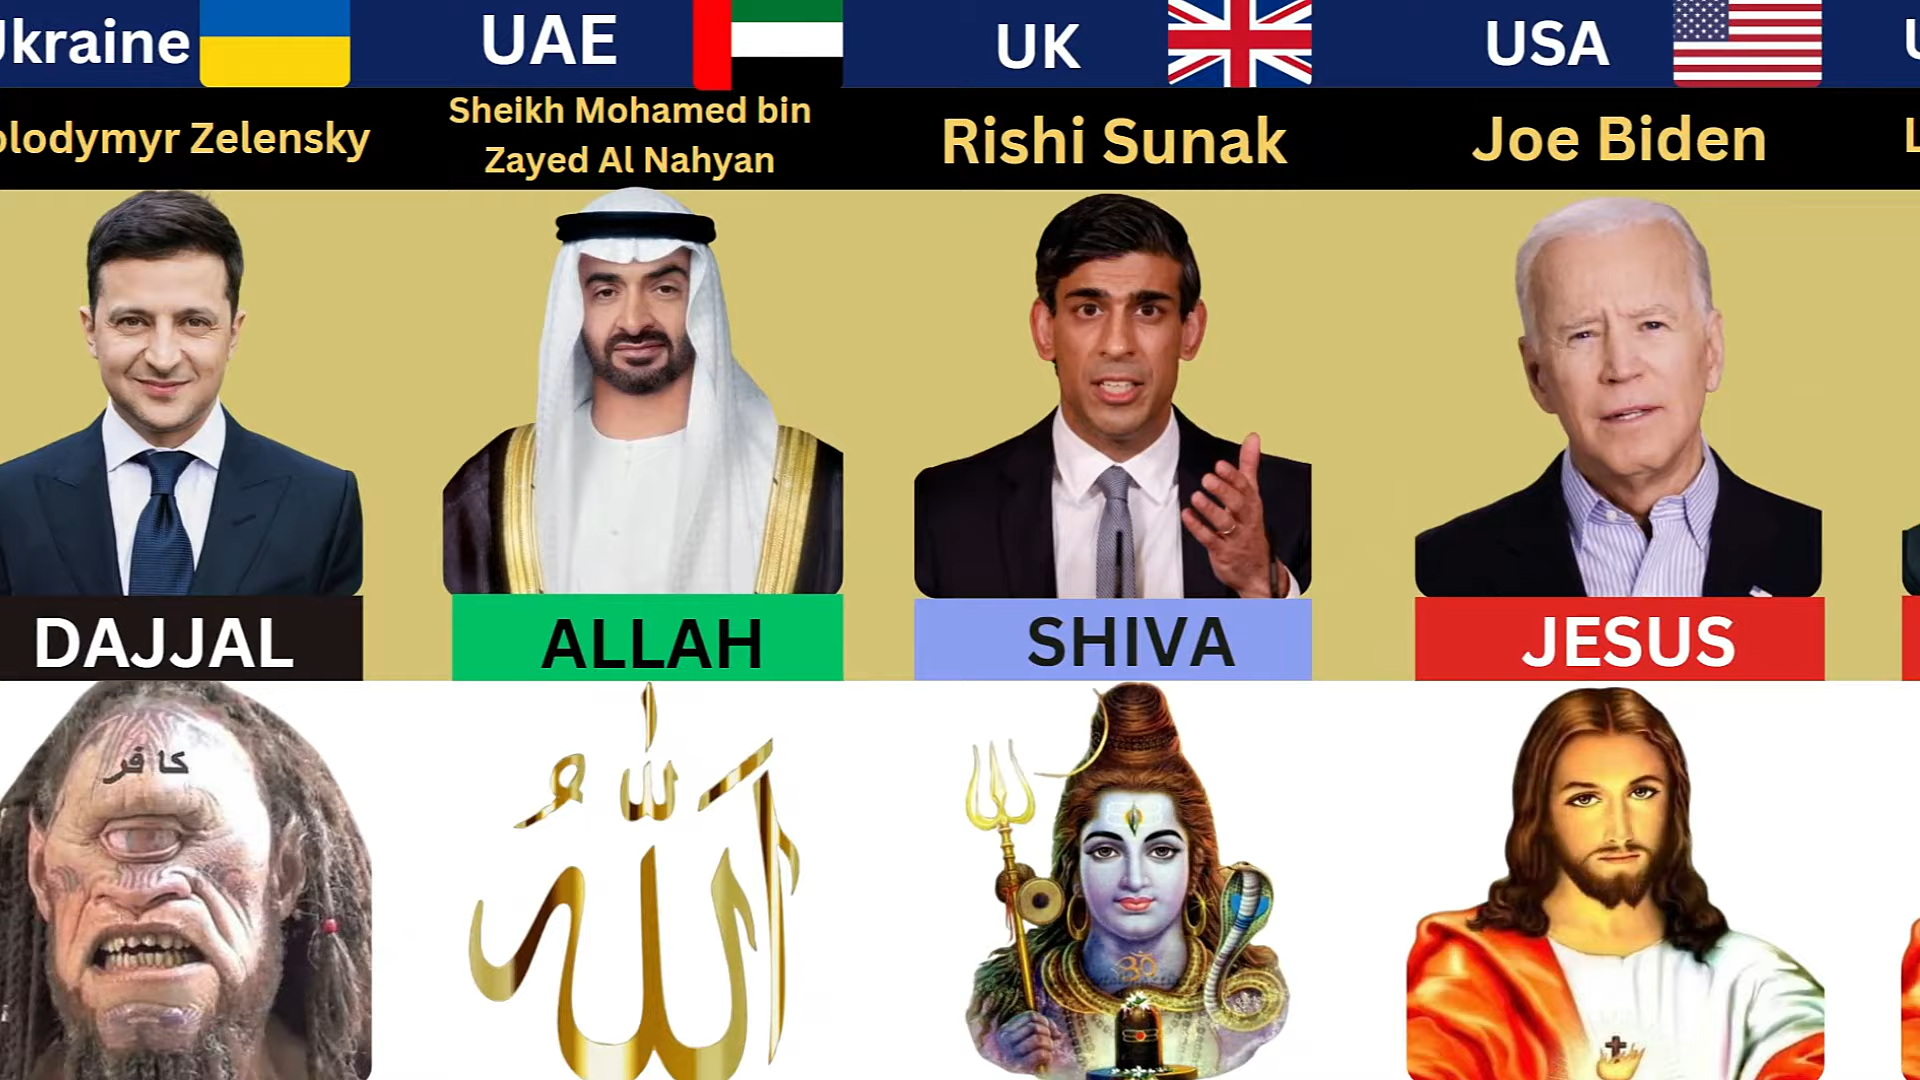 Ukraine
UAE
UK
USA
olodymyr Zelensky
Sheikh Mohamed bin
Zayed Al Nahyan
Rishi Sunak
Joe Biden
DAJJAL
ALLAH
SHIVA
JESUS
كافر
الله
ॐ